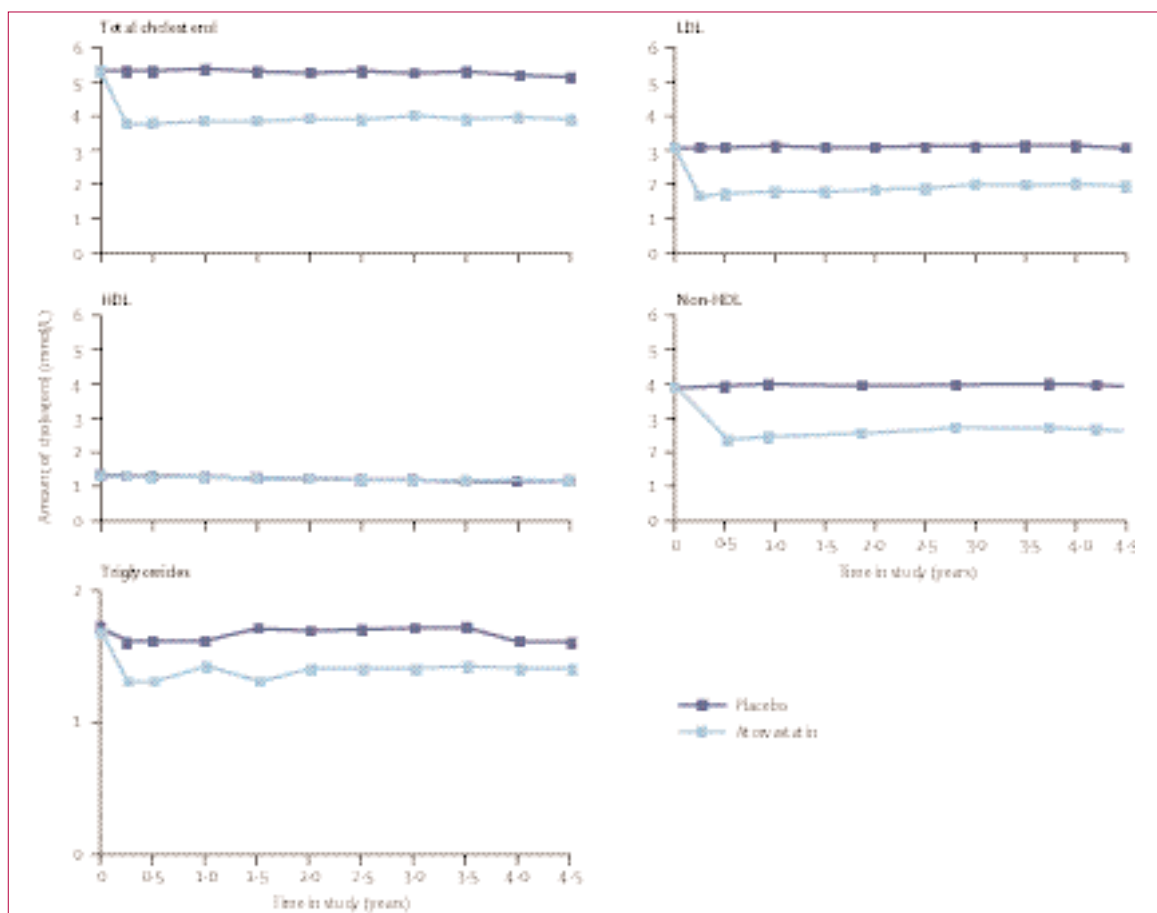 Total cholesterol
6
5
4
3
2
1
0
LDL
6
5
4
3
2
1
0
HDL
6
5
4
3
2
1
0
Non-HDL
6
5
4
3
2
1
0
0 0·5 1·0 1·5 2·0 2·5 3·0 3·5 4·0 4·5
Time in study (years)
Amount of cholesterol (mmol/L)
Triglycerides
2
1
0
0 0·5 1·0 1·5 2·0 2·5 3·0 3·5 4·0 4·5
Time in study (years)
Placebo
Atorvastatin